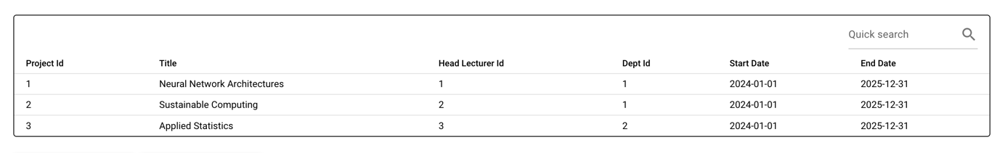 Quick search
Project Id Title Head Lecturer Id Dept Id Start Date End Date
1 Neural Network Architectures 1 1 2024-01-01 2025-12-31
2 Sustainable Computing 2 1 2024-01-01 2025-12-31
3 Applied Statistics 3 2 2024-01-01 2025-12-31